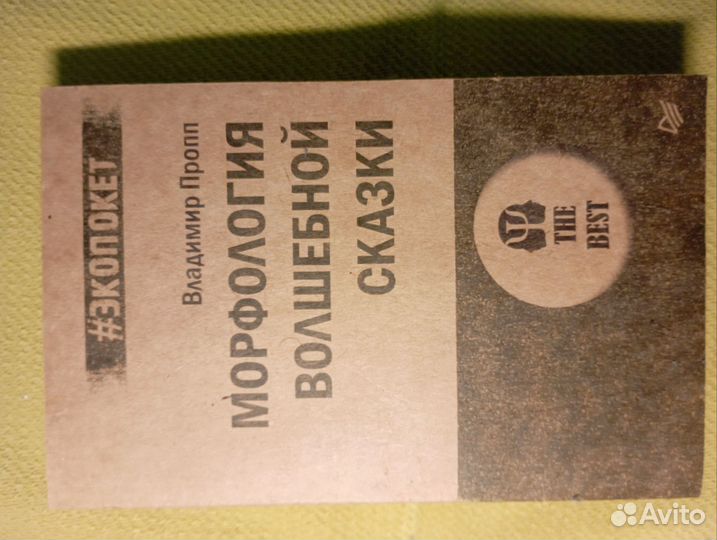 #ЭКОПОКЕТ
Владимир Пропп
МОРФОЛОГИЯ
ВОЛШЕБНОЙ
СКАЗКИ
THE
BEST
Avito